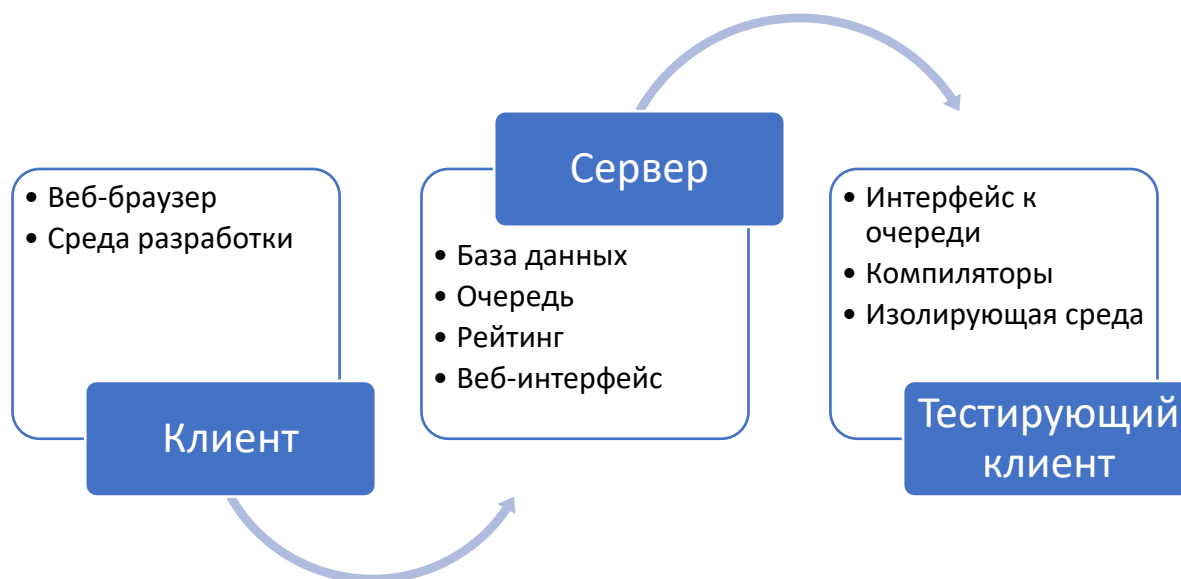 • Веб-браузер
• Среда разработки
Клиент
Сервер
• База данных
• Очередь
• Рейтинг
• Веб-интерфейс
• Интерфейс к
очереди
• Компиляторы
• Изолирующая среда
Тестирующий
клиент